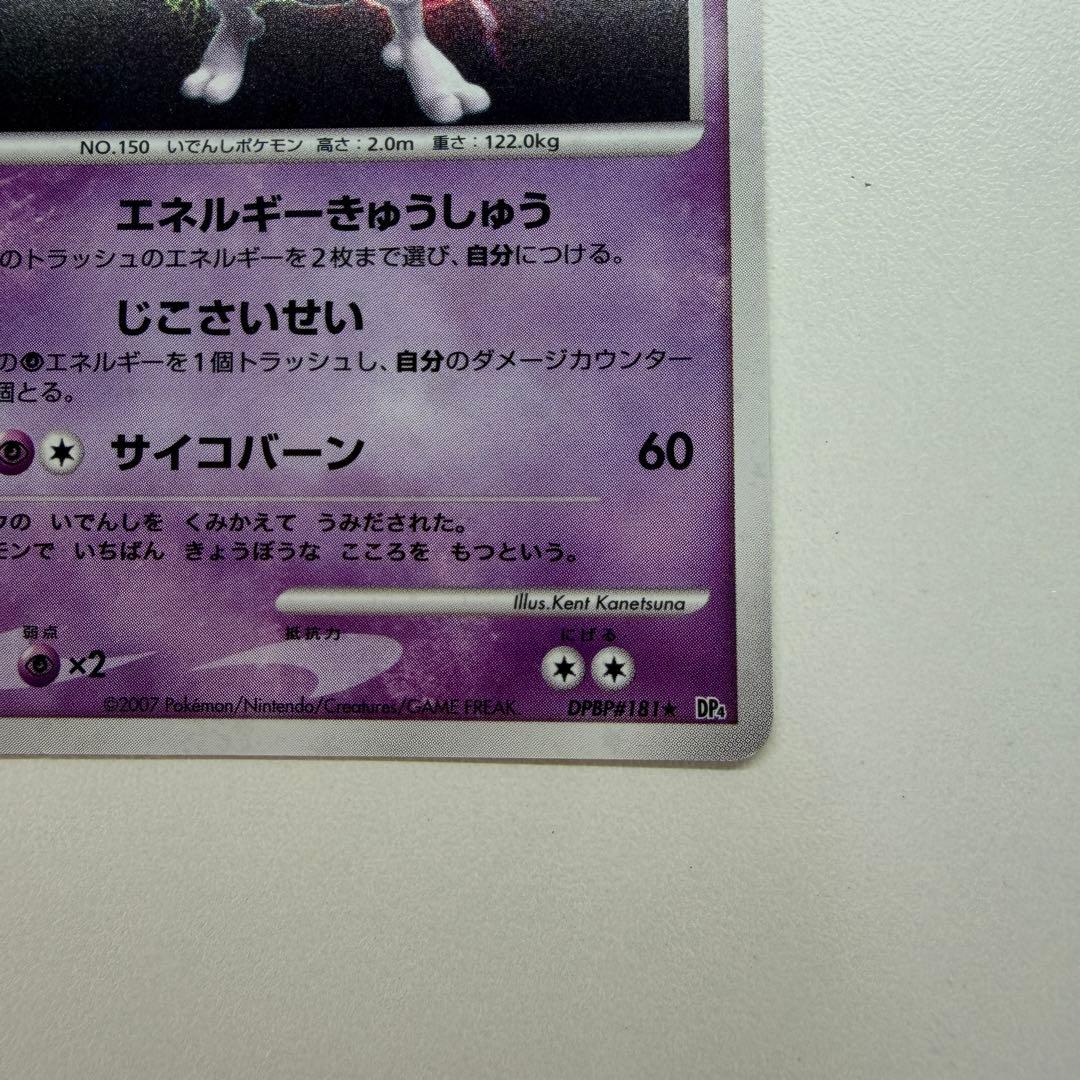 NO.150 いでんしポケモン 高さ：2.0m 重さ：122.0kg
エネルギーきゅうしゅう
のトラッシュのエネルギーを2枚まで選び、自分につける。
じこさいせい
の エネルギーを1個トラッシュし、自分のダメージカウンター
個とる。
サイコバーン 60
の いでんしを くみかえて うみだされた。
モンで いちばん きょうぼうな こころを もつという。
Illus.Kent Kanetsuna
弱点 抵抗力 にげる
×2
©2007 Pokémon/Nintendo/Creatures/GAME FREAK. DPBP#181★ DP4